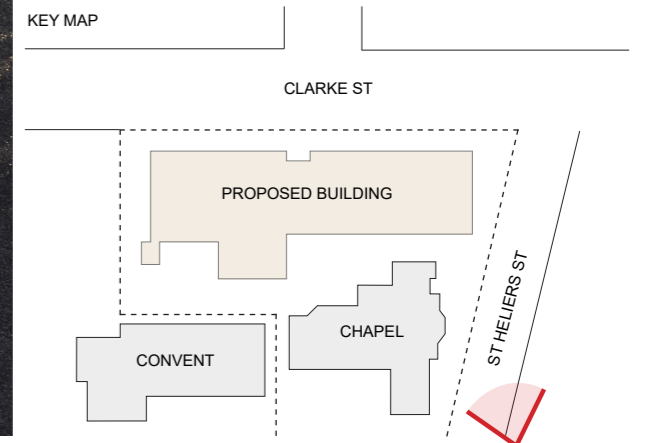 KEY MAP
CLARKE ST
PROPOSED BUILDING
ST HELIERS ST
CHAPEL
CONVENT